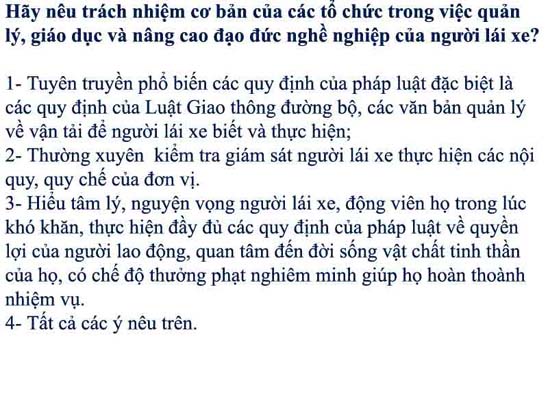 Hãy nêu trách nhiệm cơ bản của các tổ chức trong việc quản
lý, giáo dục và nâng cao đạo đức nghề nghiệp của người lái xe?
1- Tuyên truyền phổ biến các quy định của pháp luật đặc biệt là
các quy định của Luật Giao thông đường bộ, các văn bản quản lý
về vận tải để người lái xe biết và thực hiện;
2- Thường xuyên kiểm tra giám sát người lái xe thực hiện các nội
quy, quy chế của đơn vị.
3- Hiểu tâm lý, nguyện vọng người lái xe, động viên họ trong lúc
khó khăn, thực hiện đầy đủ các quy định của pháp luật về quyền
lợi của người lao động, quan tâm đến đời sống vật chất tinh thần
của họ, có chế độ thưởng phạt nghiêm minh giúp họ hoàn thoành
nhiệm vụ.
4- Tất cả các ý nêu trên.